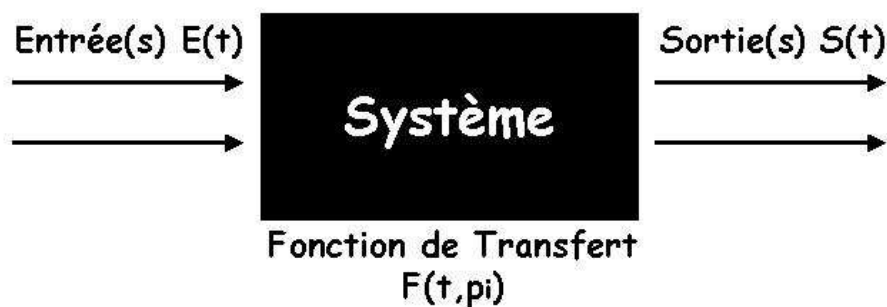 Entrée(s) E(t)
Sortie(s) S(t)
Système
Fonction de Transfert
F(t,pi)